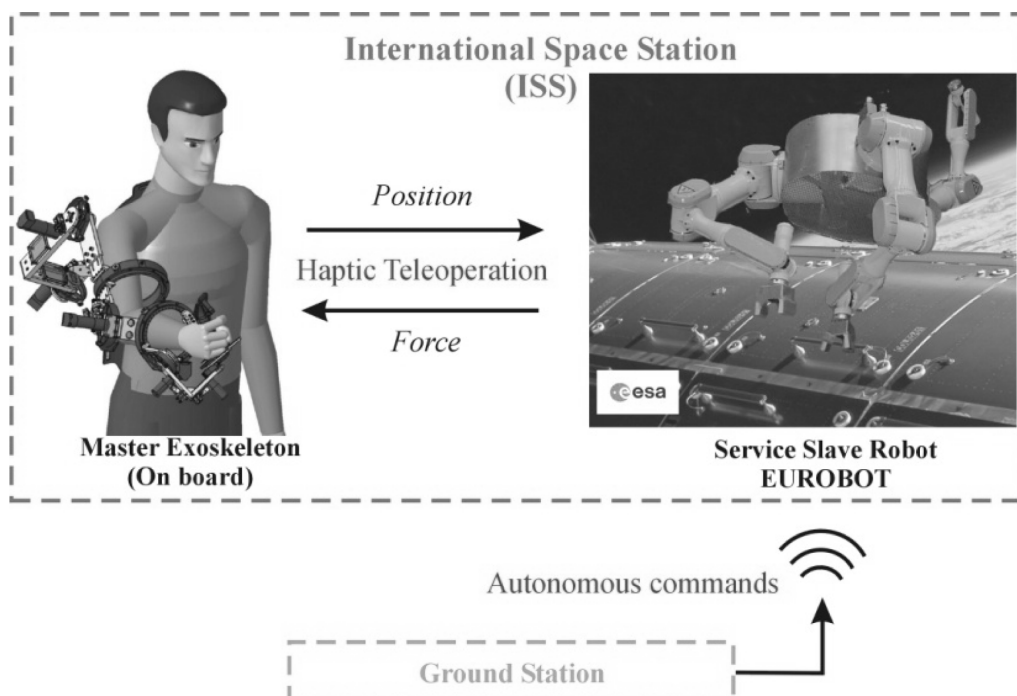 International Space Station
(ISS)
Position
Haptic Teleoperation
Force
esa
Master Exoskeleton
(On board)
Service Slave Robot
EUROBOT
Autonomous commands
Ground Station